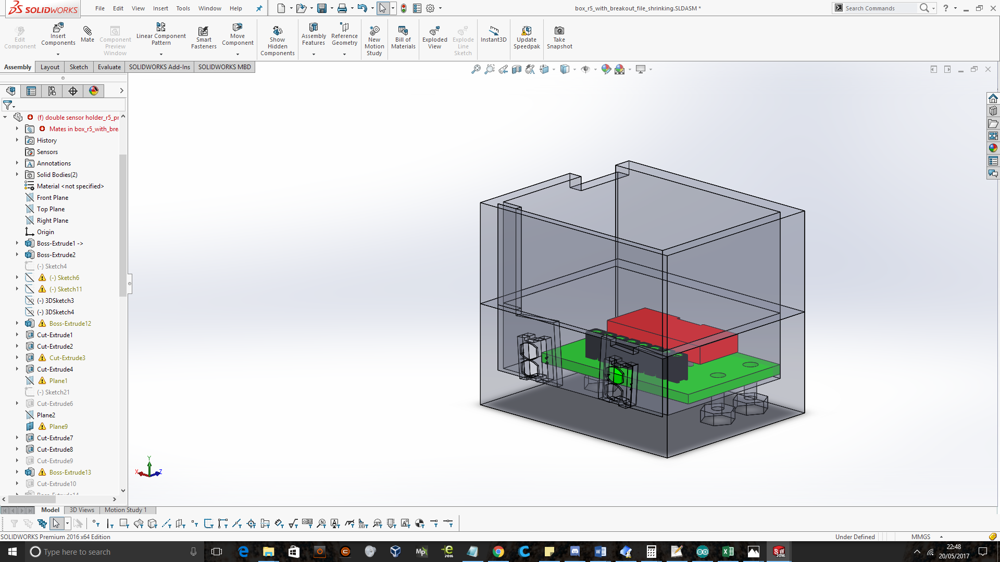 SOLIDWORKS
File Edit View Insert Tools Window Help
box_r5_with_breakout_file_shrinking.SLDASM *
Search Commands
Edit Component
Insert Components
Mate
Component Preview Window
Linear Component Pattern
Smart Fasteners
Move Component
Show Hidden Components
Assembly Features
Reference Geometry
New Motion Study
Bill of Materials
Exploded View
Explode Line Sketch
Instant3D
Update Speedpak
Take Snapshot
Assembly Layout Sketch Evaluate SOLIDWORKS Add-Ins SOLIDWORKS MBD
(f) double sensor holder_r5_pr
Mates in box_r5_with_bre
History
Sensors
Annotations
Solid Bodies(2)
Material <not specified>
Front Plane
Top Plane
Right Plane
Origin
Boss-Extrude1 ->
Boss-Extrude2
(-) Sketch4
(-) Sketch6
(-) Sketch11
(-) 3DSketch3
(-) 3DSketch4
Boss-Extrude12
Cut-Extrude1
Cut-Extrude2
Cut-Extrude3
Cut-Extrude4
Plane1
(-) Sketch21
Cut-Extrude6
Plane2
Plane9
Cut-Extrude7
Cut-Extrude8
Cut-Extrude9
Boss-Extrude13
Cut-Extrude10
Boss-Extrude14
Y
X
Z
Model 3D Views Motion Study 1
SOLIDWORKS Premium 2016 x64 Edition
Under Defined
MMGS
Type here to search
22:48
20/05/2017